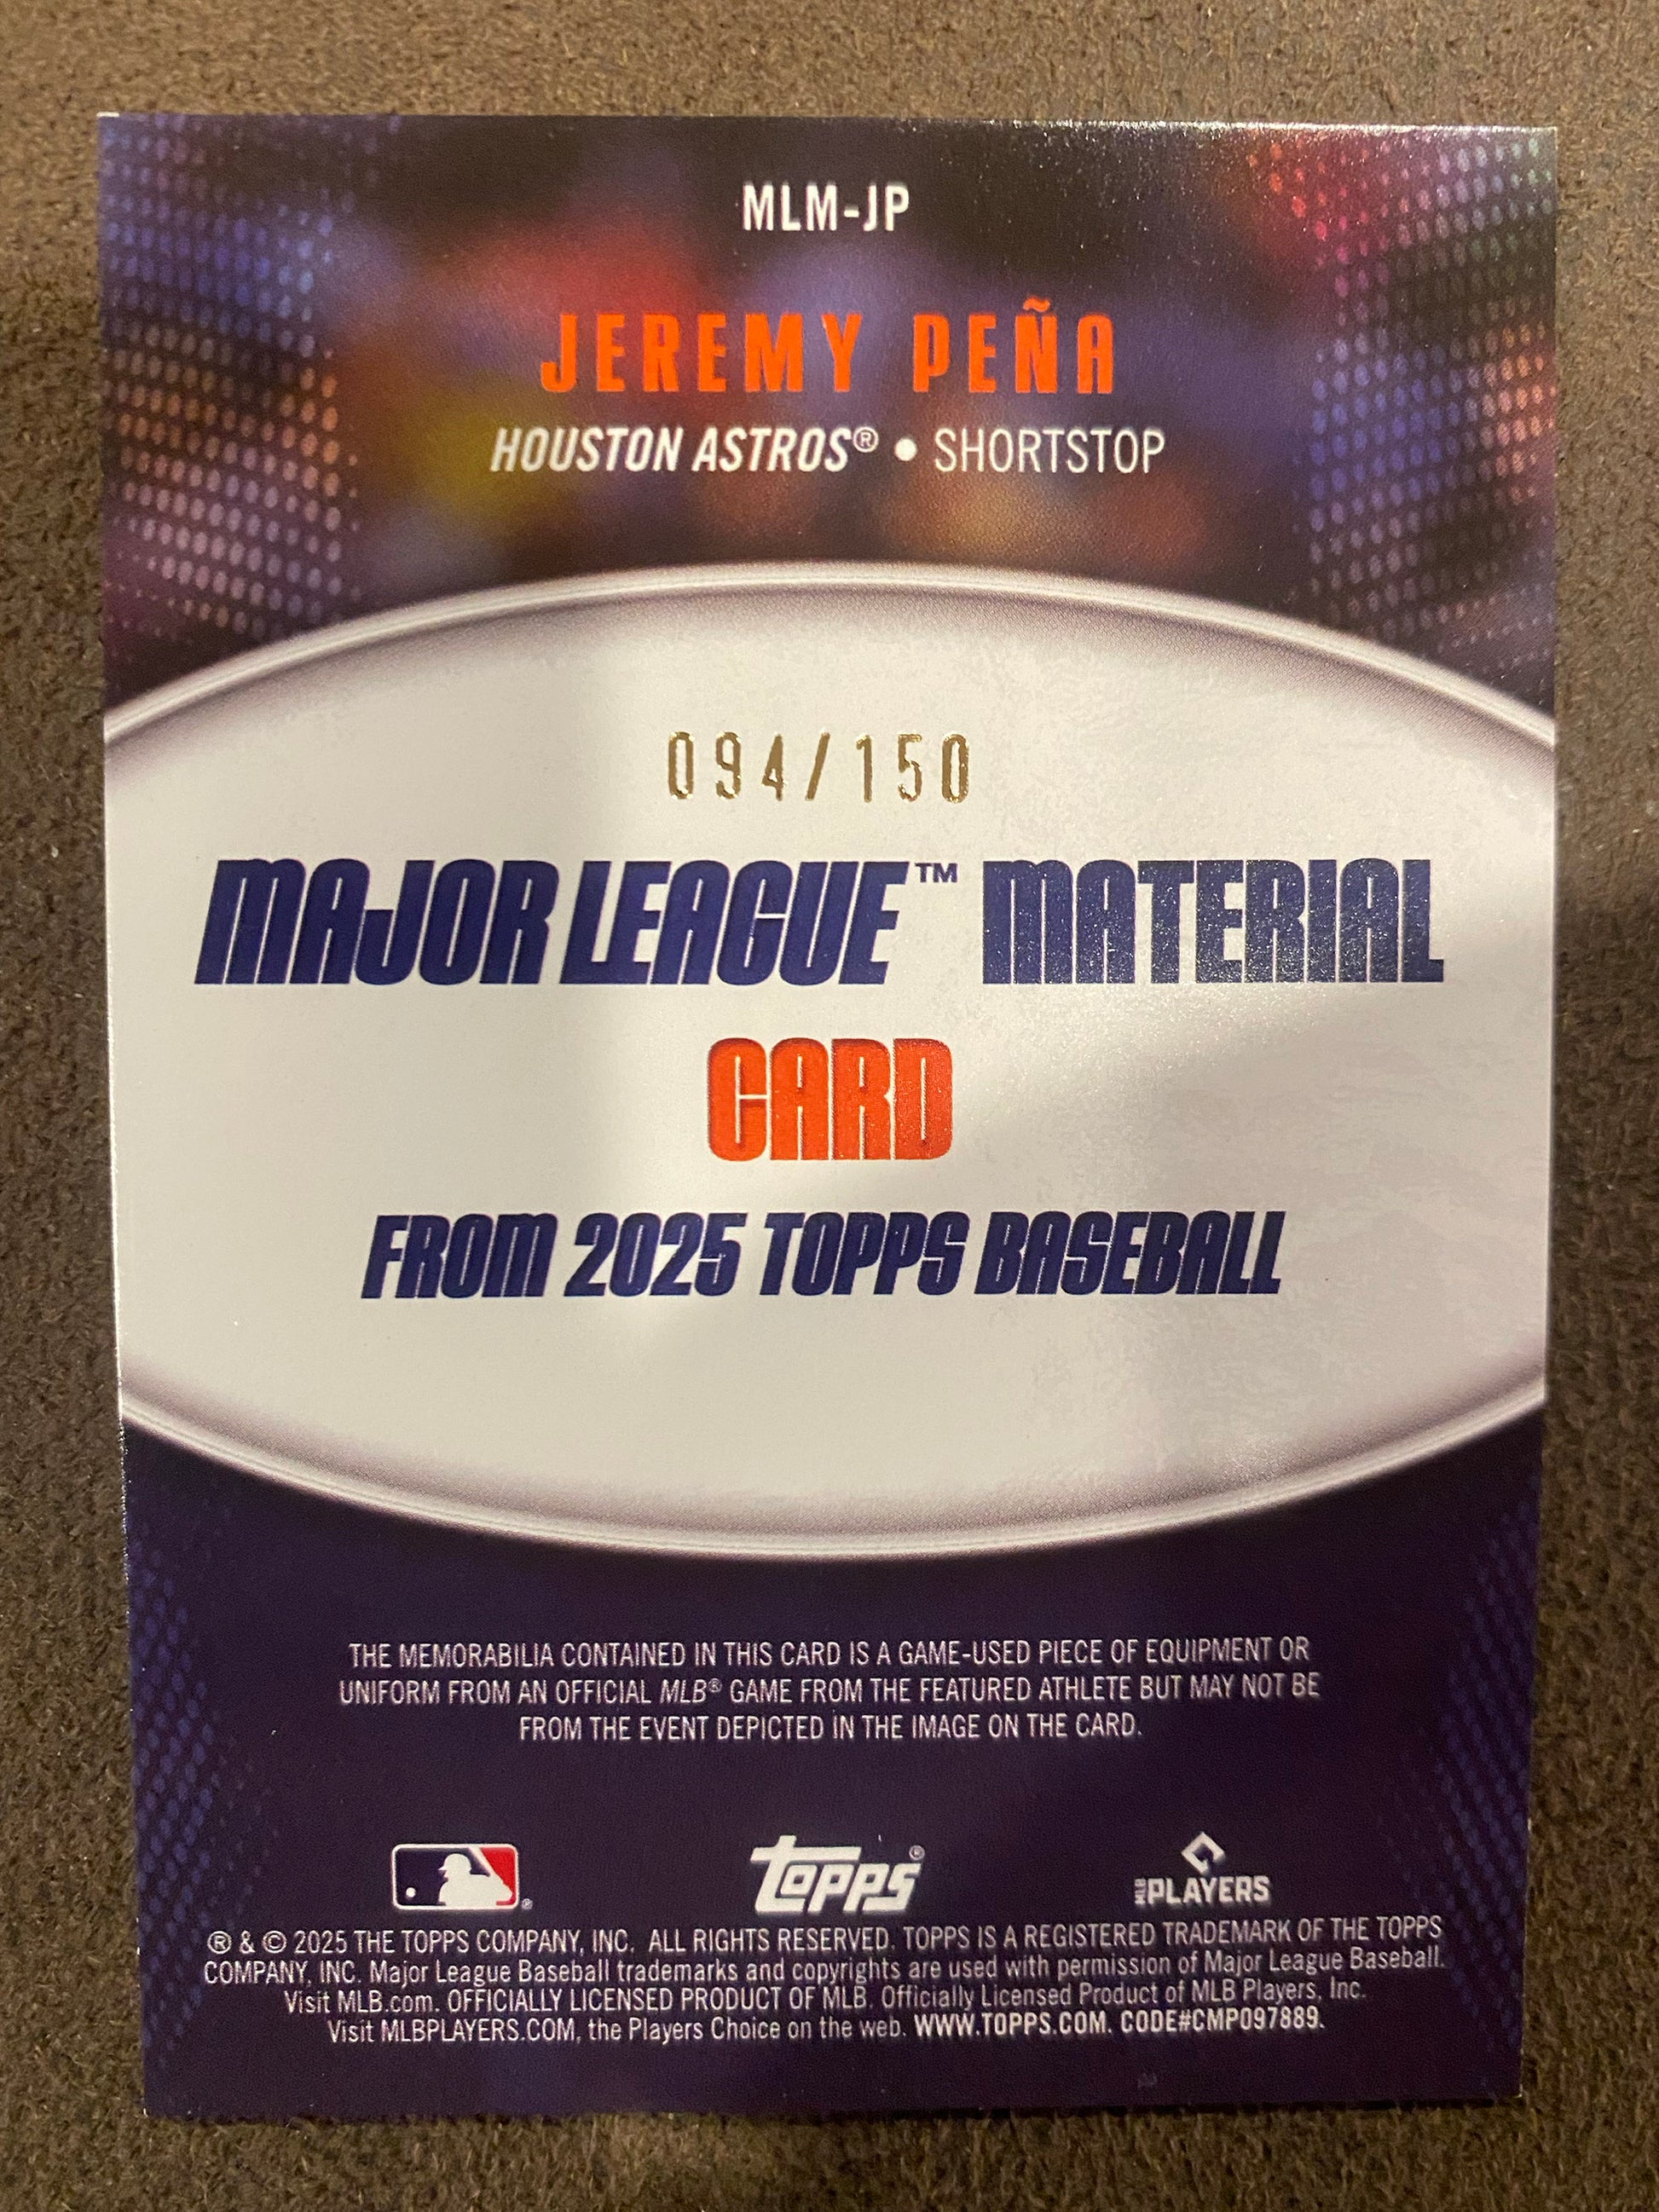 MLM-JP
JEREMY PEÑA
HOUSTON ASTROS® • SHORTSTOP
094/150
MAJOR LEAGUE™ MATERIAL
CARD
FROM 2025 TOPPS BASEBALL
THE MEMORABILIA CONTAINED IN THIS CARD IS A GAME-USED PIECE OF EQUIPMENT OR
UNIFORM FROM AN OFFICIAL MLB® GAME FROM THE FEATURED ATHLETE BUT MAY NOT BE
FROM THE EVENT DEPICTED IN THE IMAGE ON THE CARD.
®
topps®
MLB PLAYERS
® & © 2025 THE TOPPS COMPANY, INC. ALL RIGHTS RESERVED. TOPPS IS A REGISTERED TRADEMARK OF THE TOPPS
COMPANY, INC. Major League Baseball trademarks and copyrights are used with permission of Major League Baseball.
Visit MLB.com. OFFICIALLY LICENSED PRODUCT OF MLB. Officially Licensed Product of MLB Players, Inc.
Visit MLBPLAYERS.COM, the Players Choice on the web. WWW.TOPPS.COM. CODE#CMP097889.